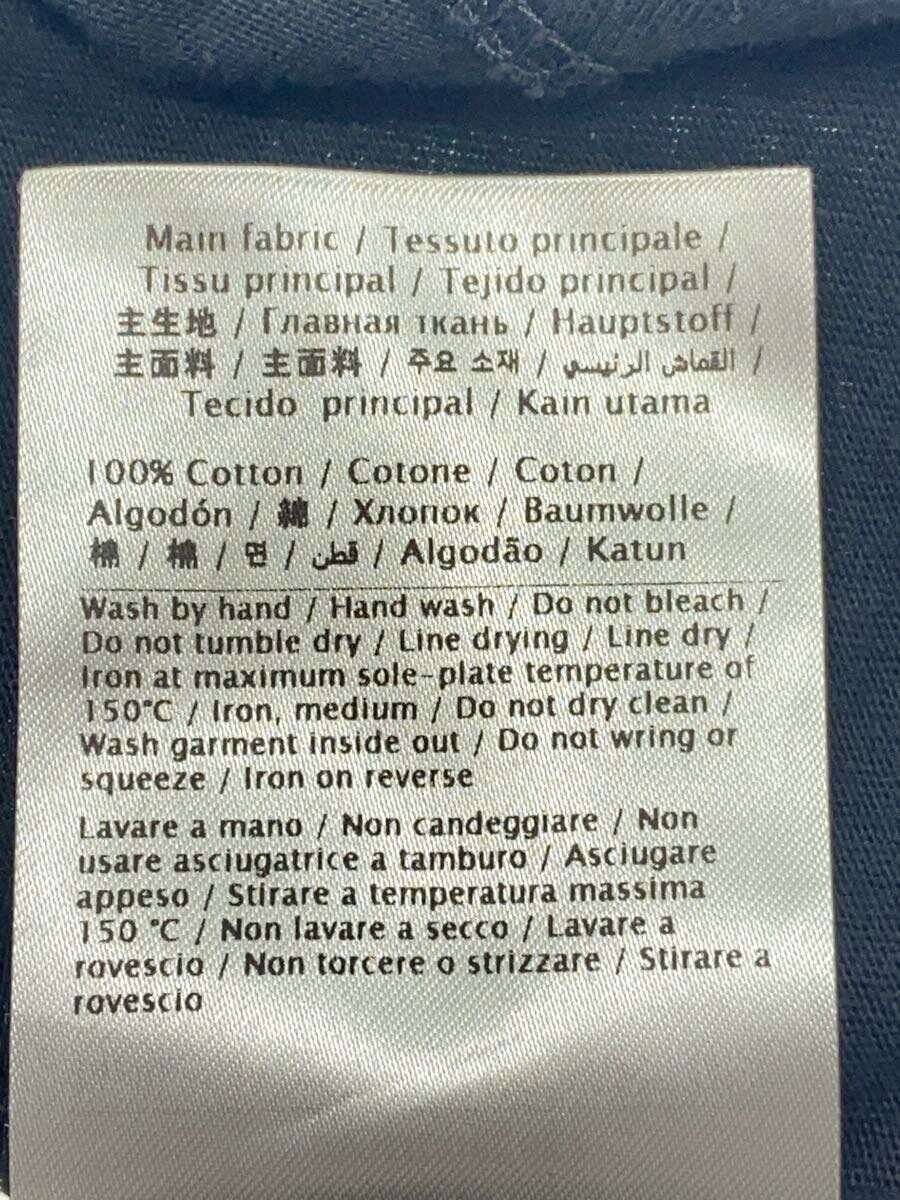 Main fabric / Tessuto principale /
Tissu principal / Tejido principal /
主生地 / Главная ткань / Hauptstoff /
主面料 / 主面料 / 주요 소재 / القماش الرئيسي /
Tecido principal / Kain utama
100% Cotton / Cotone / Coton /
Algodón / 綿 / Хлопок / Baumwolle /
棉 / 棉 / 면 / قطن / Algodão / Katun
Wash by hand / Hand wash / Do not bleach /
Do not tumble dry / Line drying / Line dry /
Iron at maximum sole-plate temperature of
150°C / Iron, medium / Do not dry clean /
Wash garment inside out / Do not wring or
squeeze / Iron on reverse
Lavare a mano / Non candeggiare / Non
usare asciugatrice a tamburo / Asciugare
appeso / Stirare a temperatura massima
150 °C / Non lavare a secco / Lavare a
rovescio / Non torcere o strizzare / Stirare a
rovescio